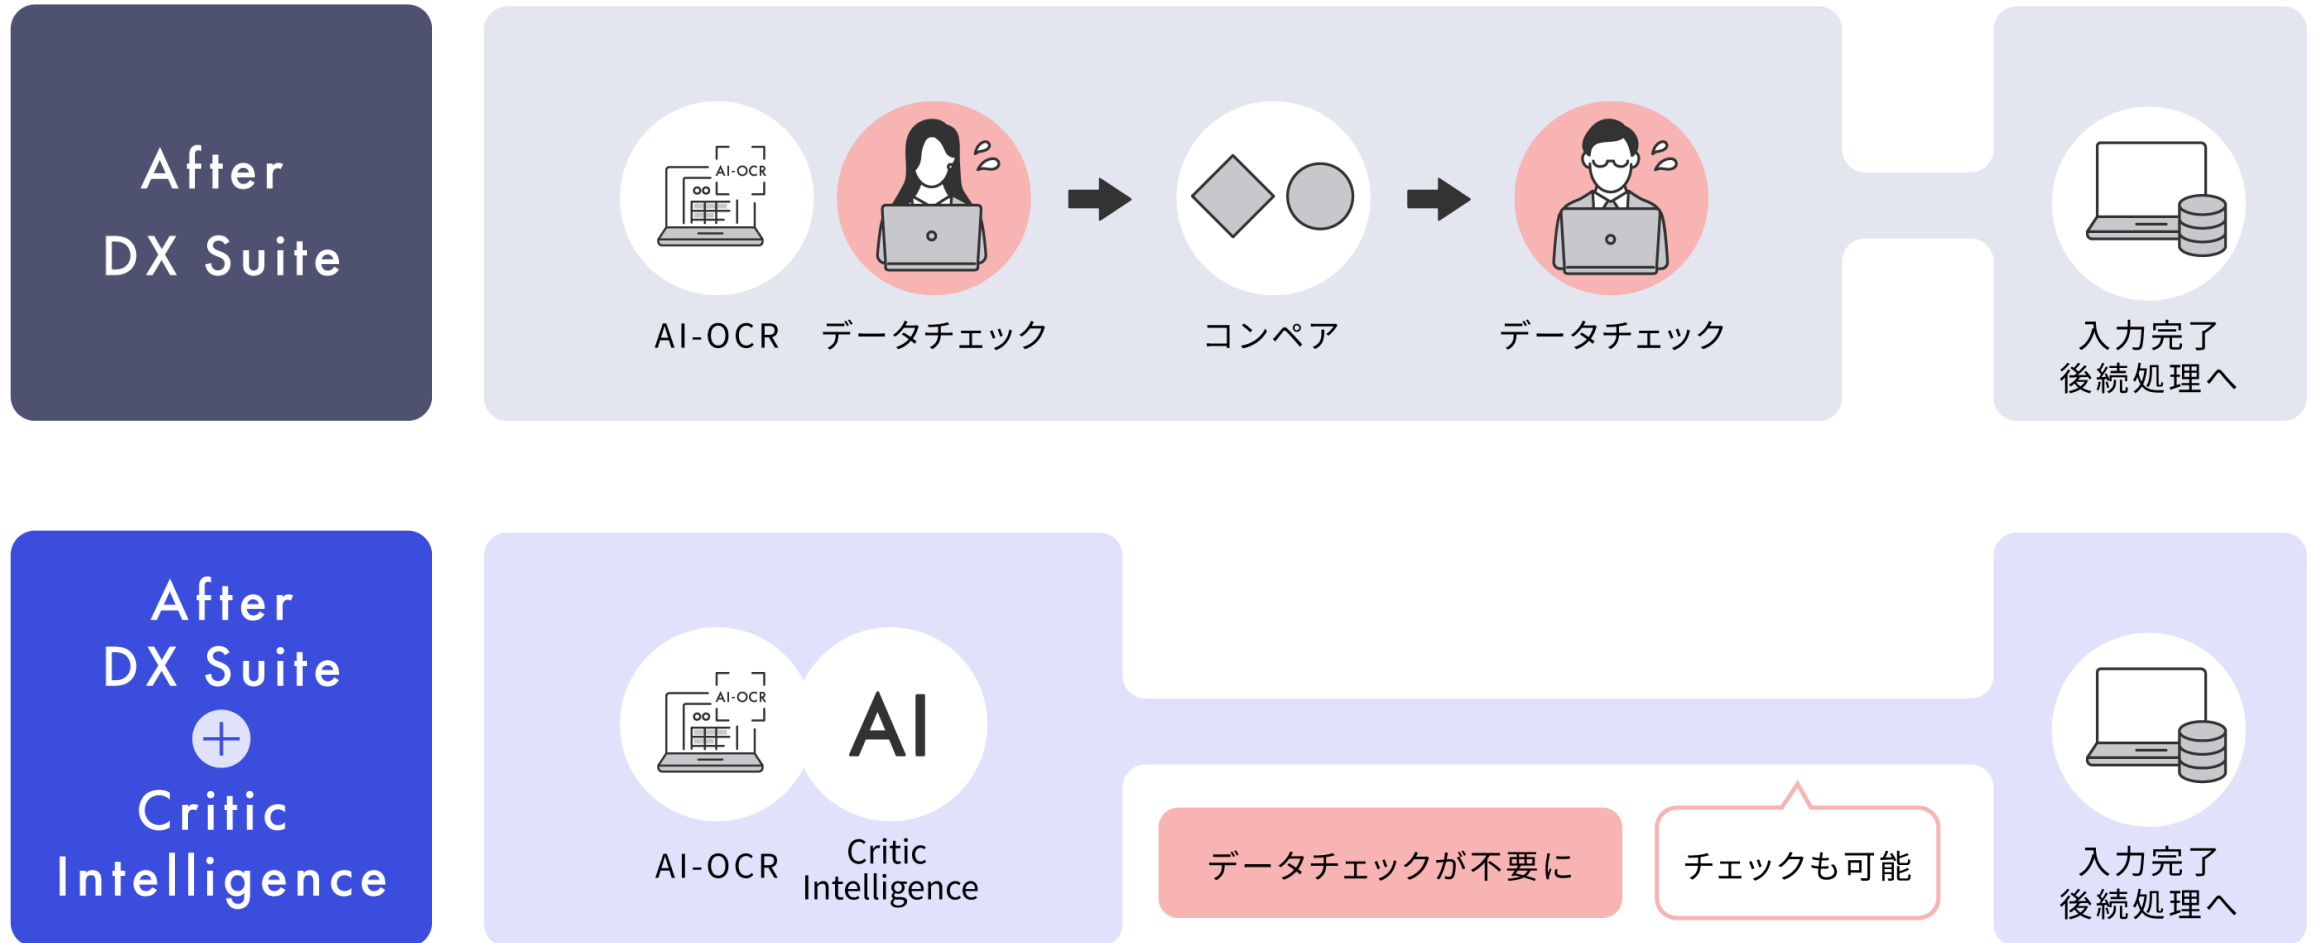 After
DX Suite
AI-OCR
AI-OCR
データチェック
コンペア
データチェック
入力完了
後続処理へ
After
DX Suite
+
Critic
Intelligence
AI-OCR
AI
AI-OCR
Critic
Intelligence
データチェックが不要に
チェックも可能
入力完了
後続処理へ